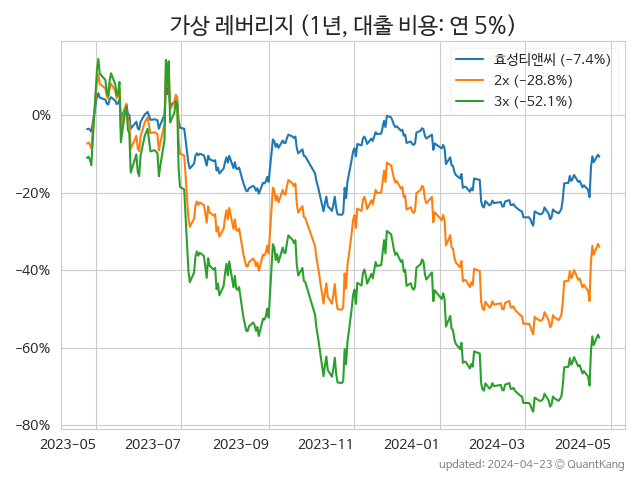 가상 레버리지 (1년, 대출 비용: 연 5%)
효성티앤씨 (−7.4%)
2x (−28.8%)
3x (−52.1%)
0%
−20%
−40%
−60%
−80%
2023-05 2023-07 2023-09 2023-11 2024-01 2024-03 2024-05
updated: 2024-04-23 © QuantKang